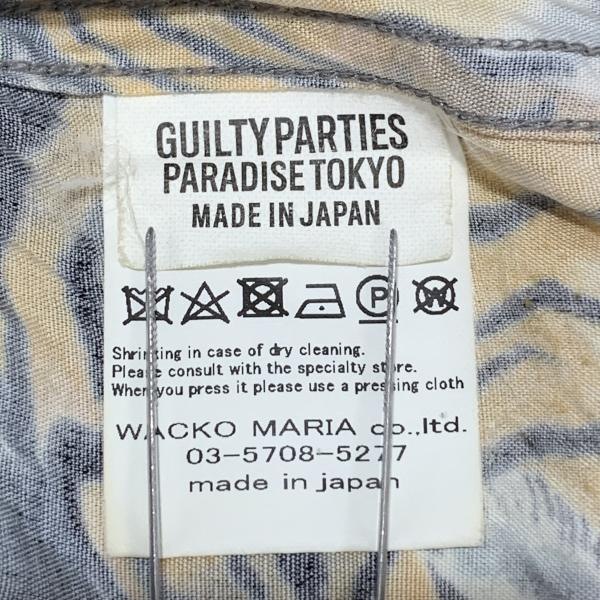 GUILTY PARTIES
PARADISE TOKYO
MADE IN JAPAN
P W
Shrinking in case of dry cleaning.
Please consult with the specialty store.
When you press it please use a pressing cloth
WACKO MARIA co.,ltd.
03-5708-5277
made in japan